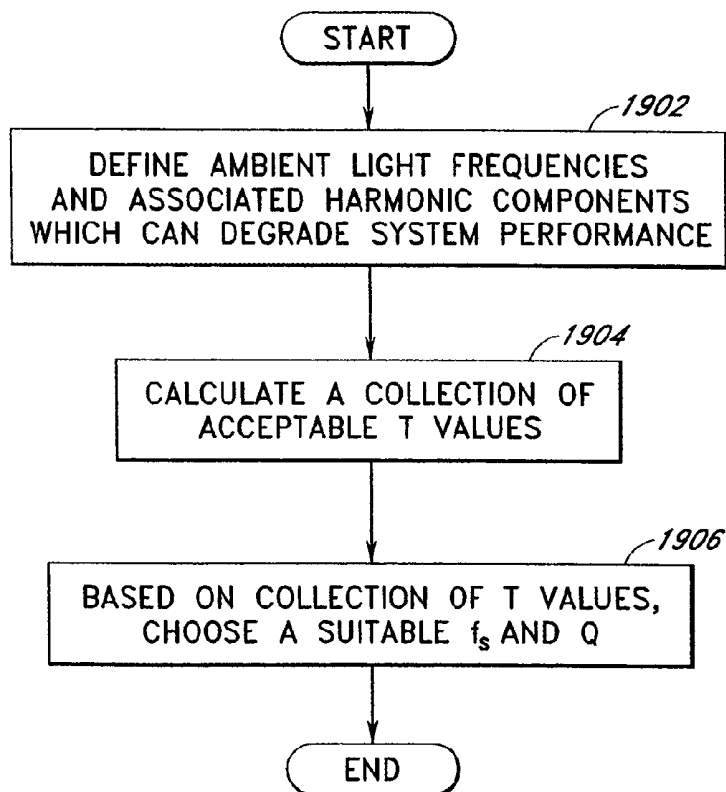 START
1902
DEFINE AMBIENT LIGHT FREQUENCIES
AND ASSOCIATED HARMONIC COMPONENTS
WHICH CAN DEGRADE SYSTEM PERFORMANCE
1904
CALCULATE A COLLECTION OF
ACCEPTABLE T VALUES
1906
BASED ON COLLECTION OF T VALUES,
CHOOSE A SUITABLE fs AND Q
END